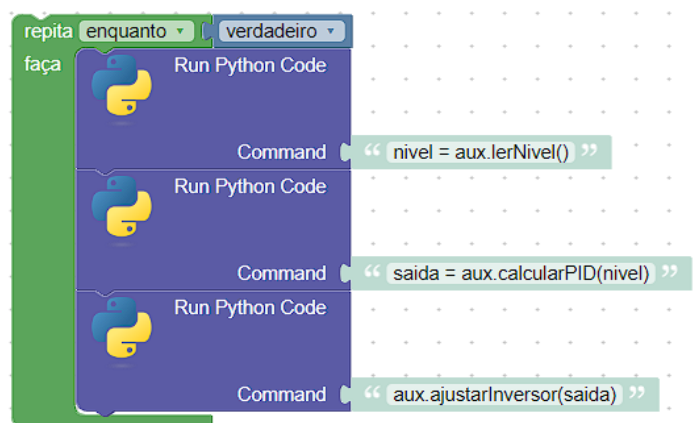 repita enquanto verdadeiro
faça Run Python Code
Command “ nivel = aux.lerNivel() ”
Run Python Code
Command “ saida = aux.calcularPID(nivel) ”
Run Python Code
Command “ aux.ajustarInversor(saida) ”